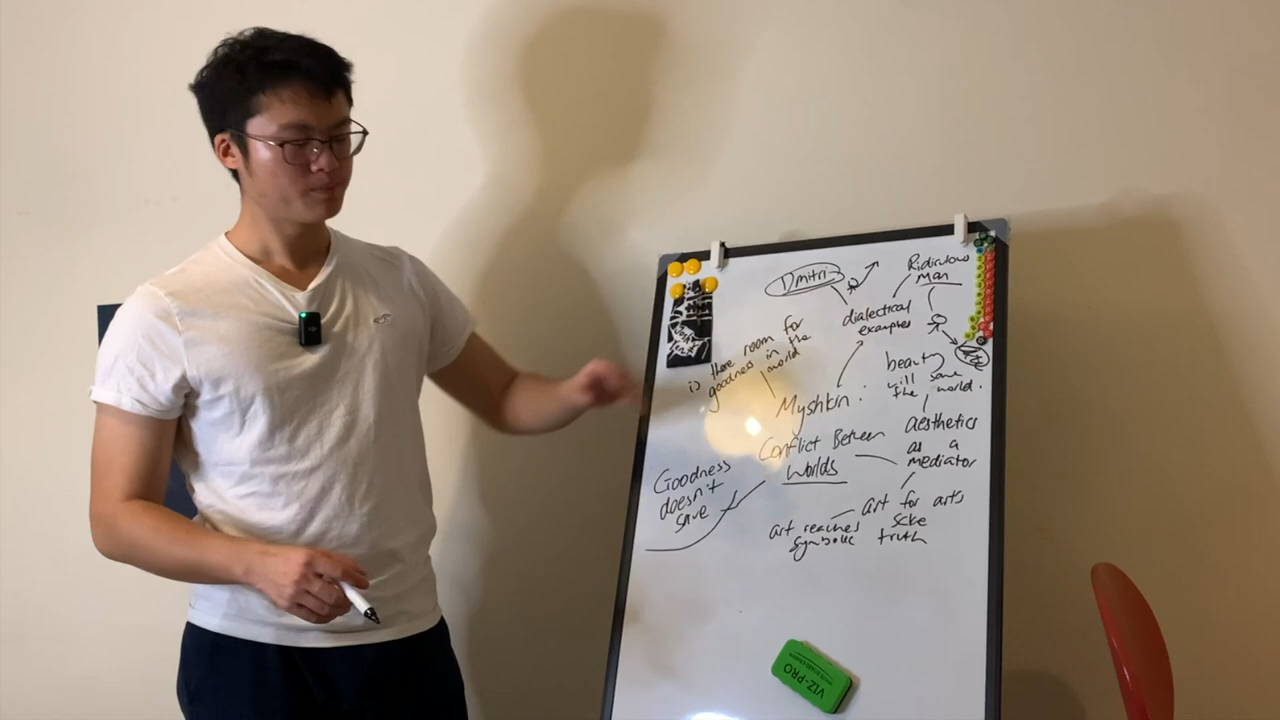 Dmitri
Ridiculous
man
dialectical
examples
is there room for
goodness in the
world
beauty
will save
the world.
Myshkin.
Conflict Between
Worlds
aesthetics
as a
mediator
Goodness
doesn't
save
art for art's
sake
art reaches
symbolic truth
VIZ-PRO